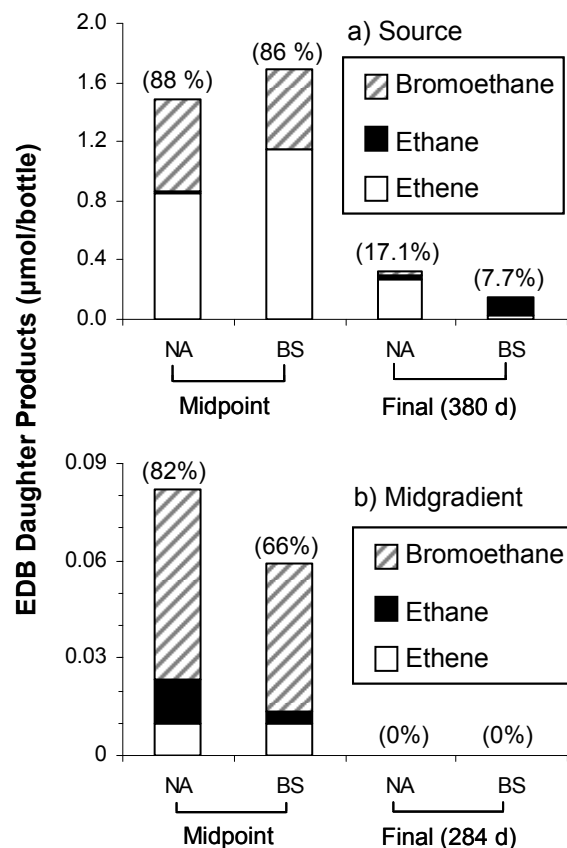 EDB Daughter Products (µmol/bottle)
a) Source
2.0
1.6
1.2
0.8
0.4
0.0
(88 %)
(86 %)
(17.1%)
(7.7%)
Bromoethane
Ethane
Ethene
NA
BS
NA
BS
Midpoint
Final (380 d)
b) Midgradient
0.09
0.06
0.03
0
(82%)
(66%)
(0%)
(0%)
Bromoethane
Ethane
Ethene
NA
BS
NA
BS
Midpoint
Final (284 d)